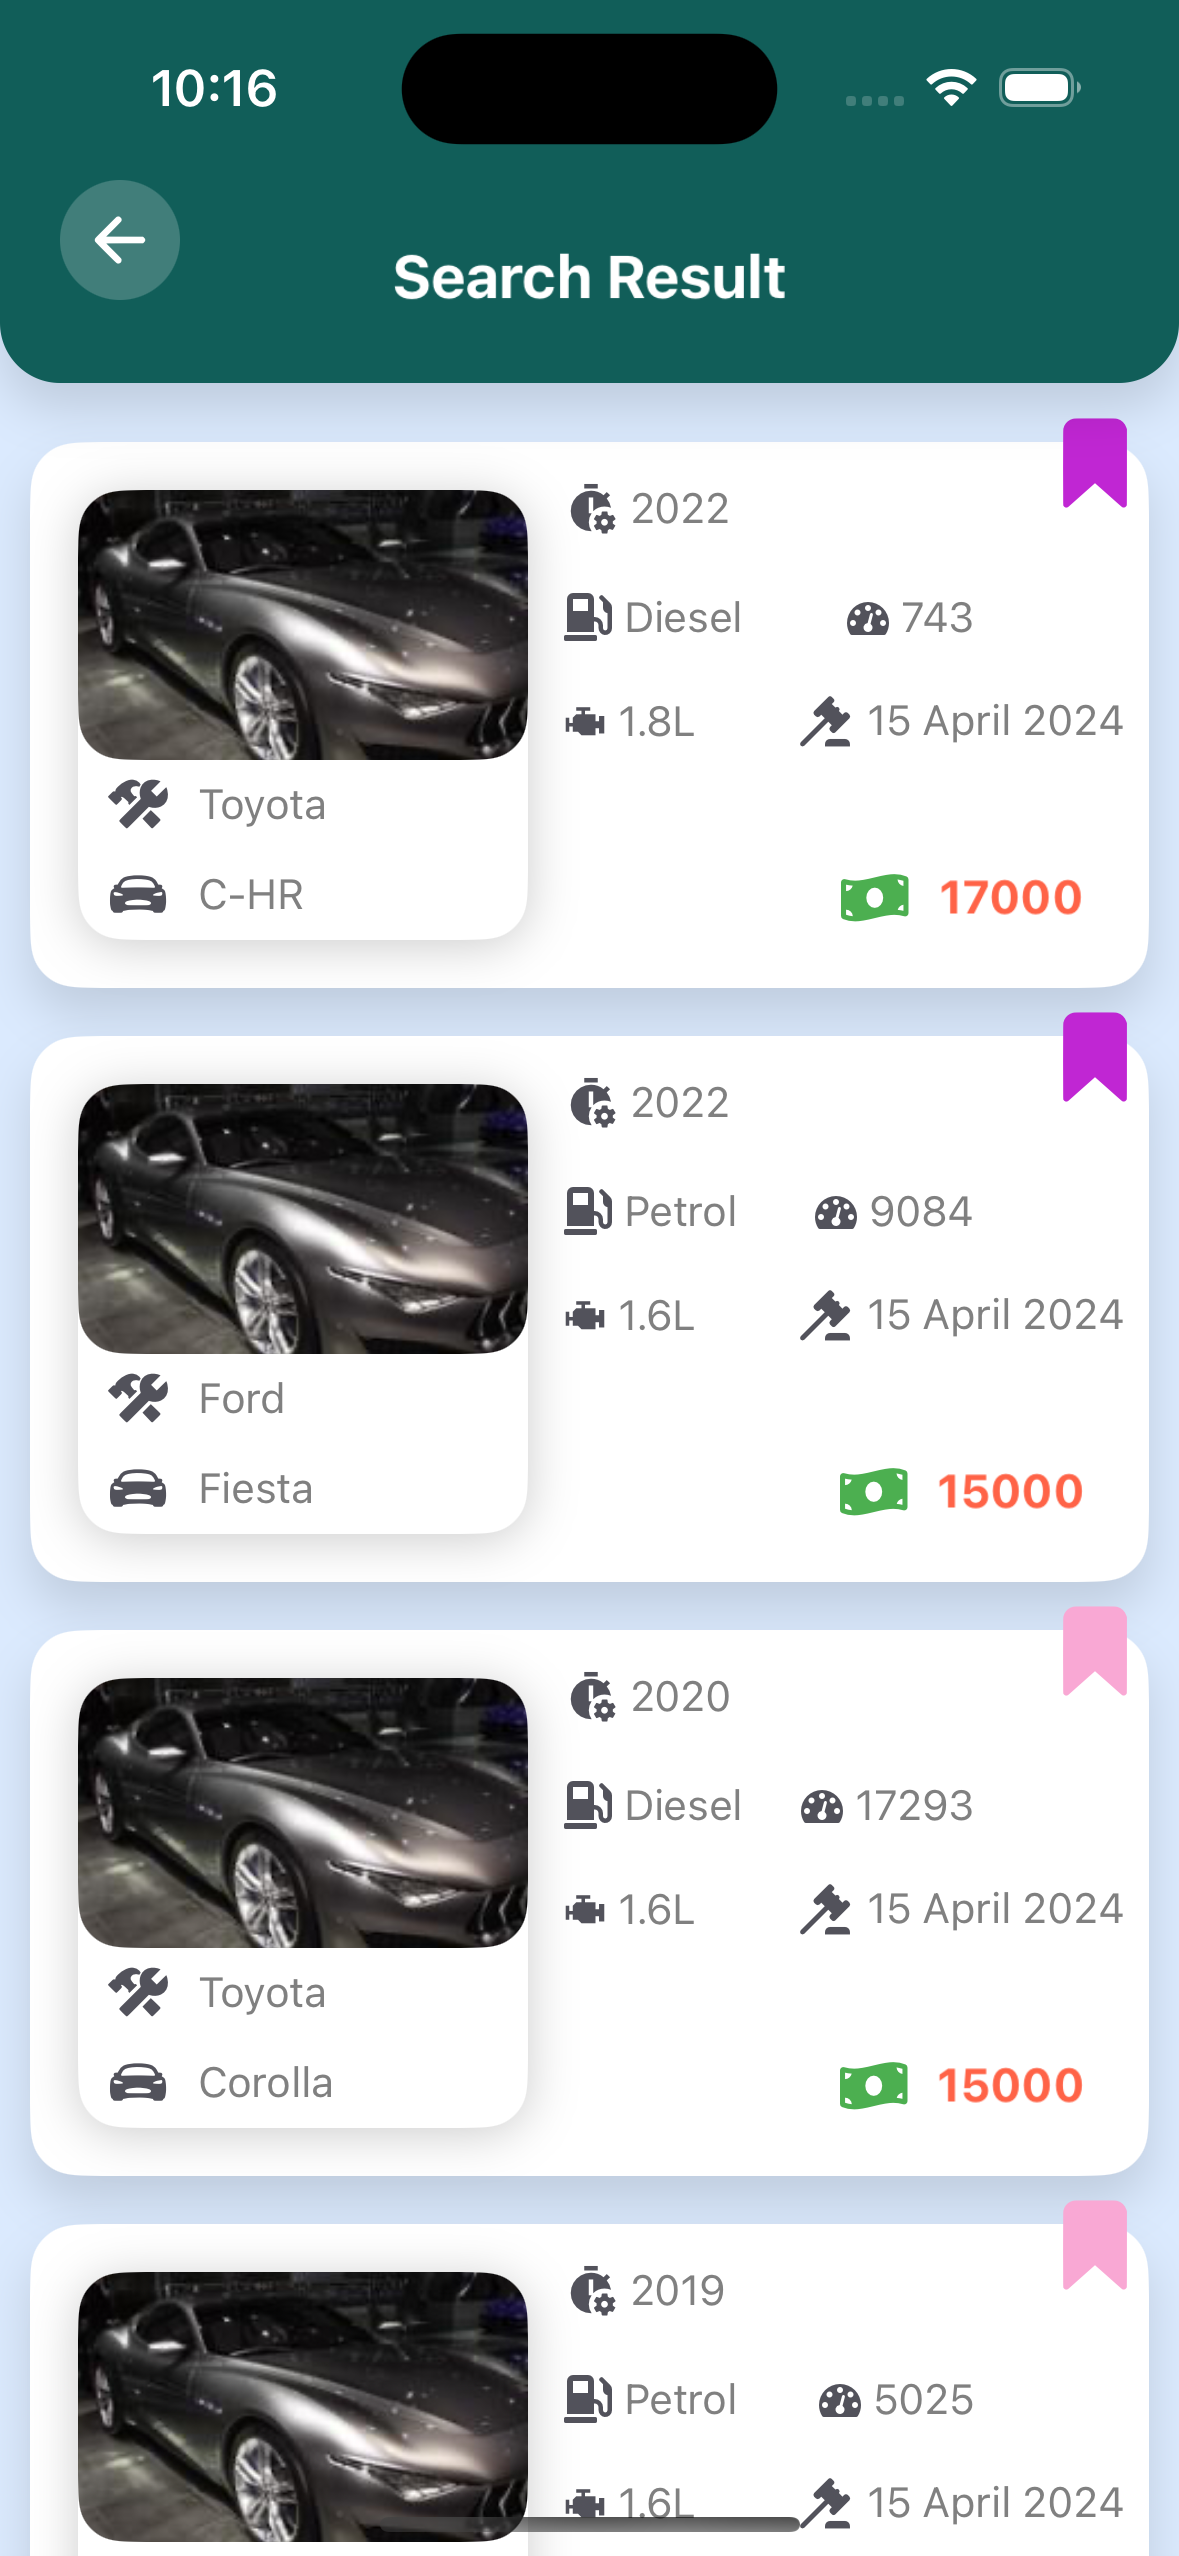 10:16
Search Result
2022
Diesel 743
1.8L 15 April 2024
Toyota
C-HR
17000
2022
Petrol 9084
1.6L 15 April 2024
Ford
Fiesta
15000
2020
Diesel 17293
1.6L 15 April 2024
Toyota
Corolla
15000
2019
Petrol 5025
1.6L 15 April 2024